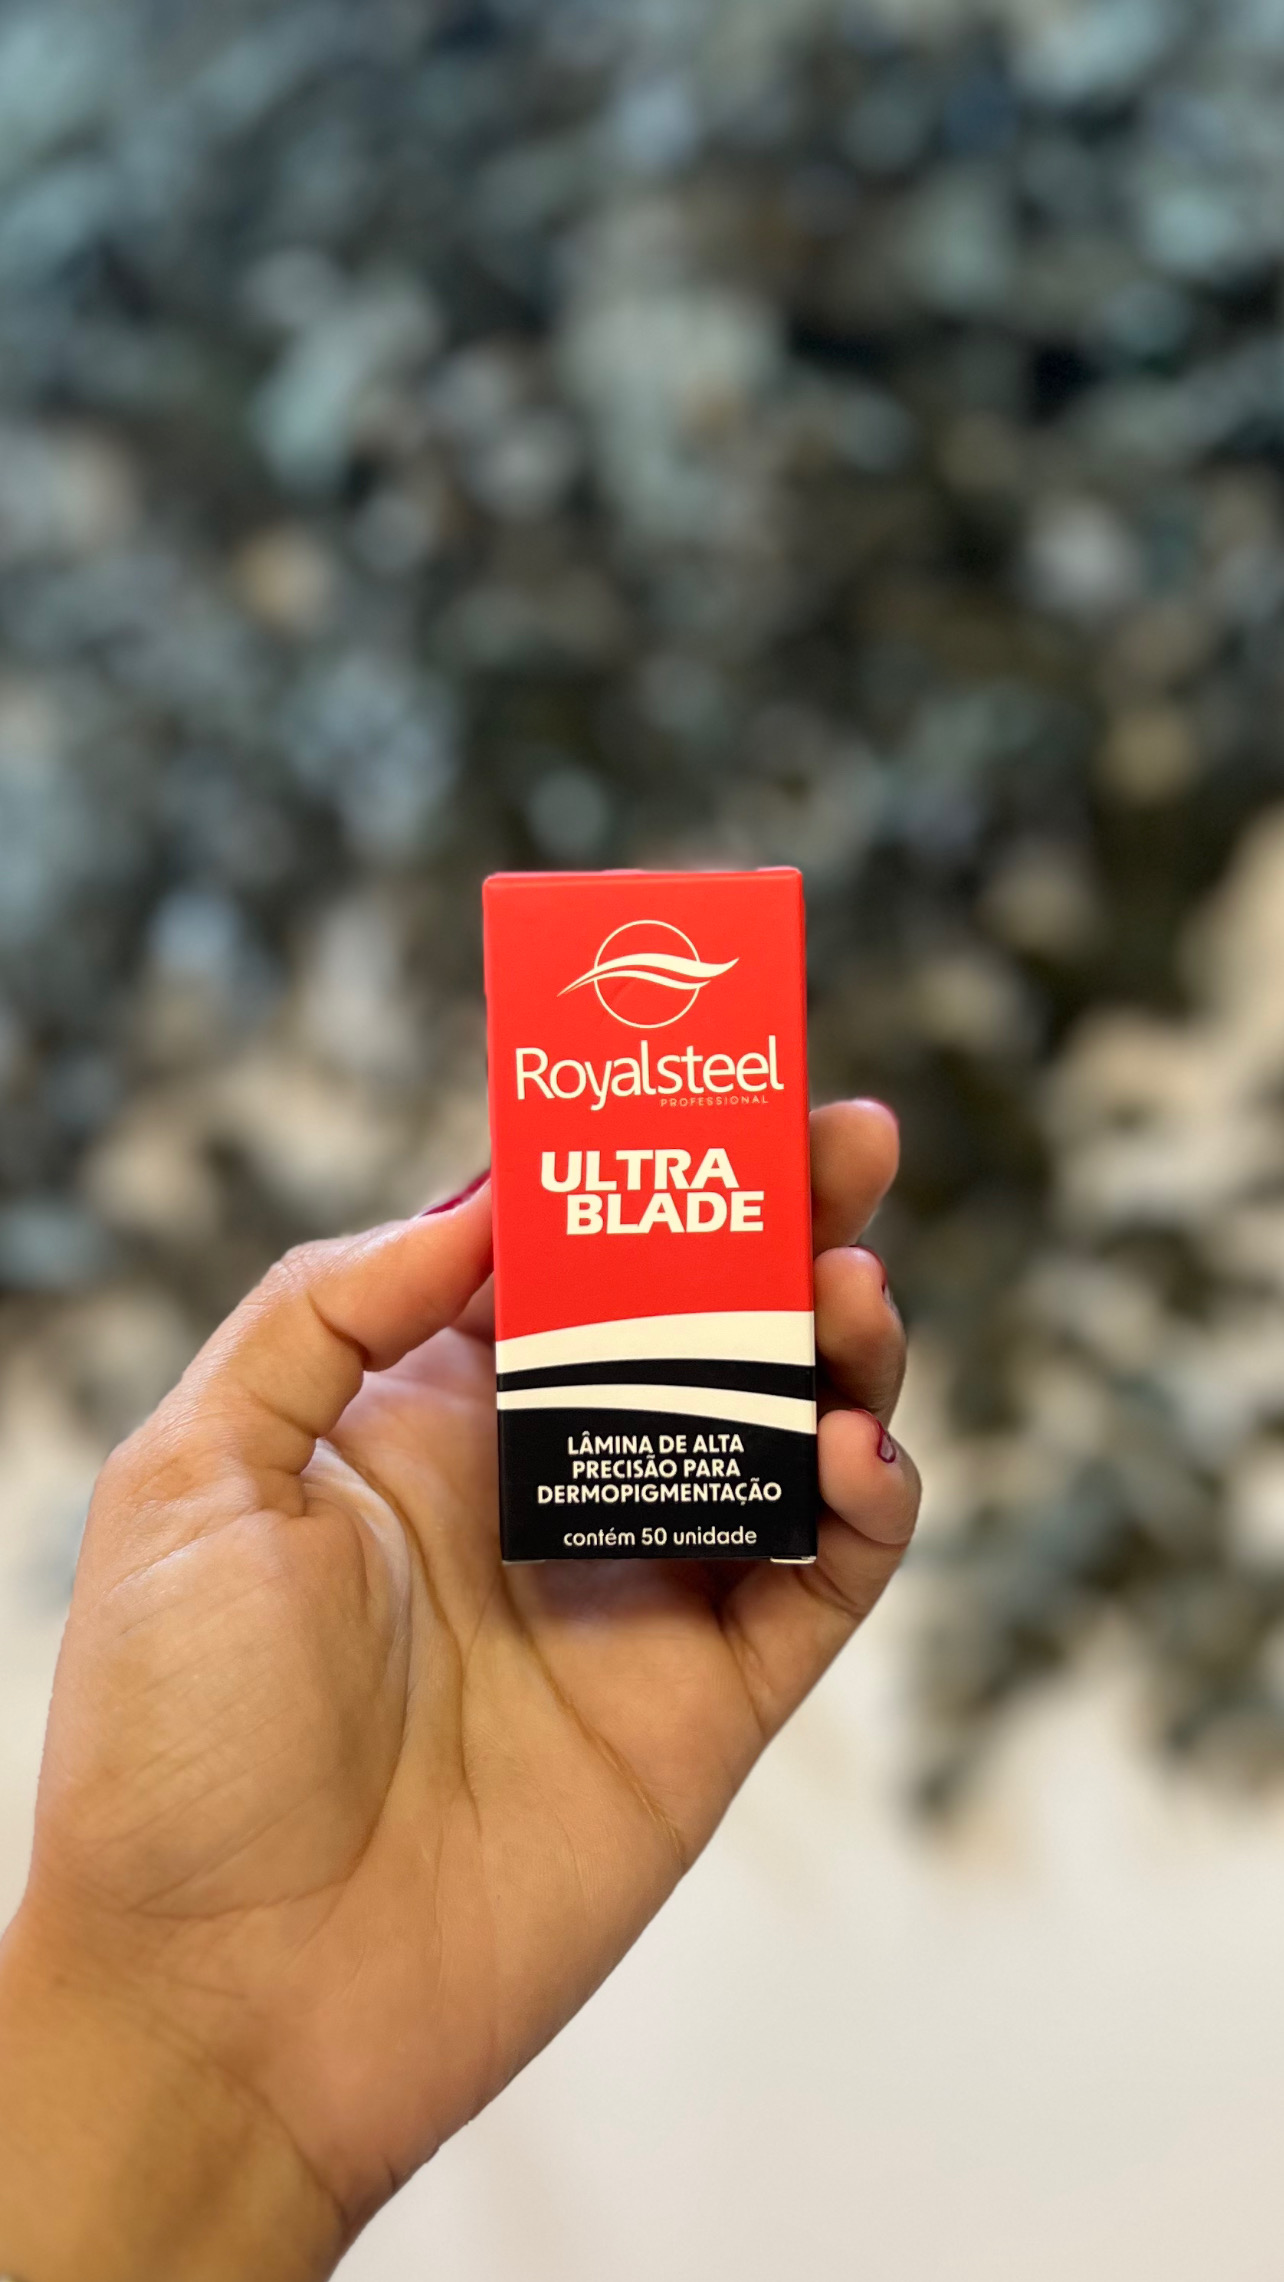 Royalsteel
PROFESSIONAL
ULTRA
BLADE
LÂMINA DE ALTA
PRECISÃO PARA
DERMOPIGMENTAÇÃO
contém 50 unidade